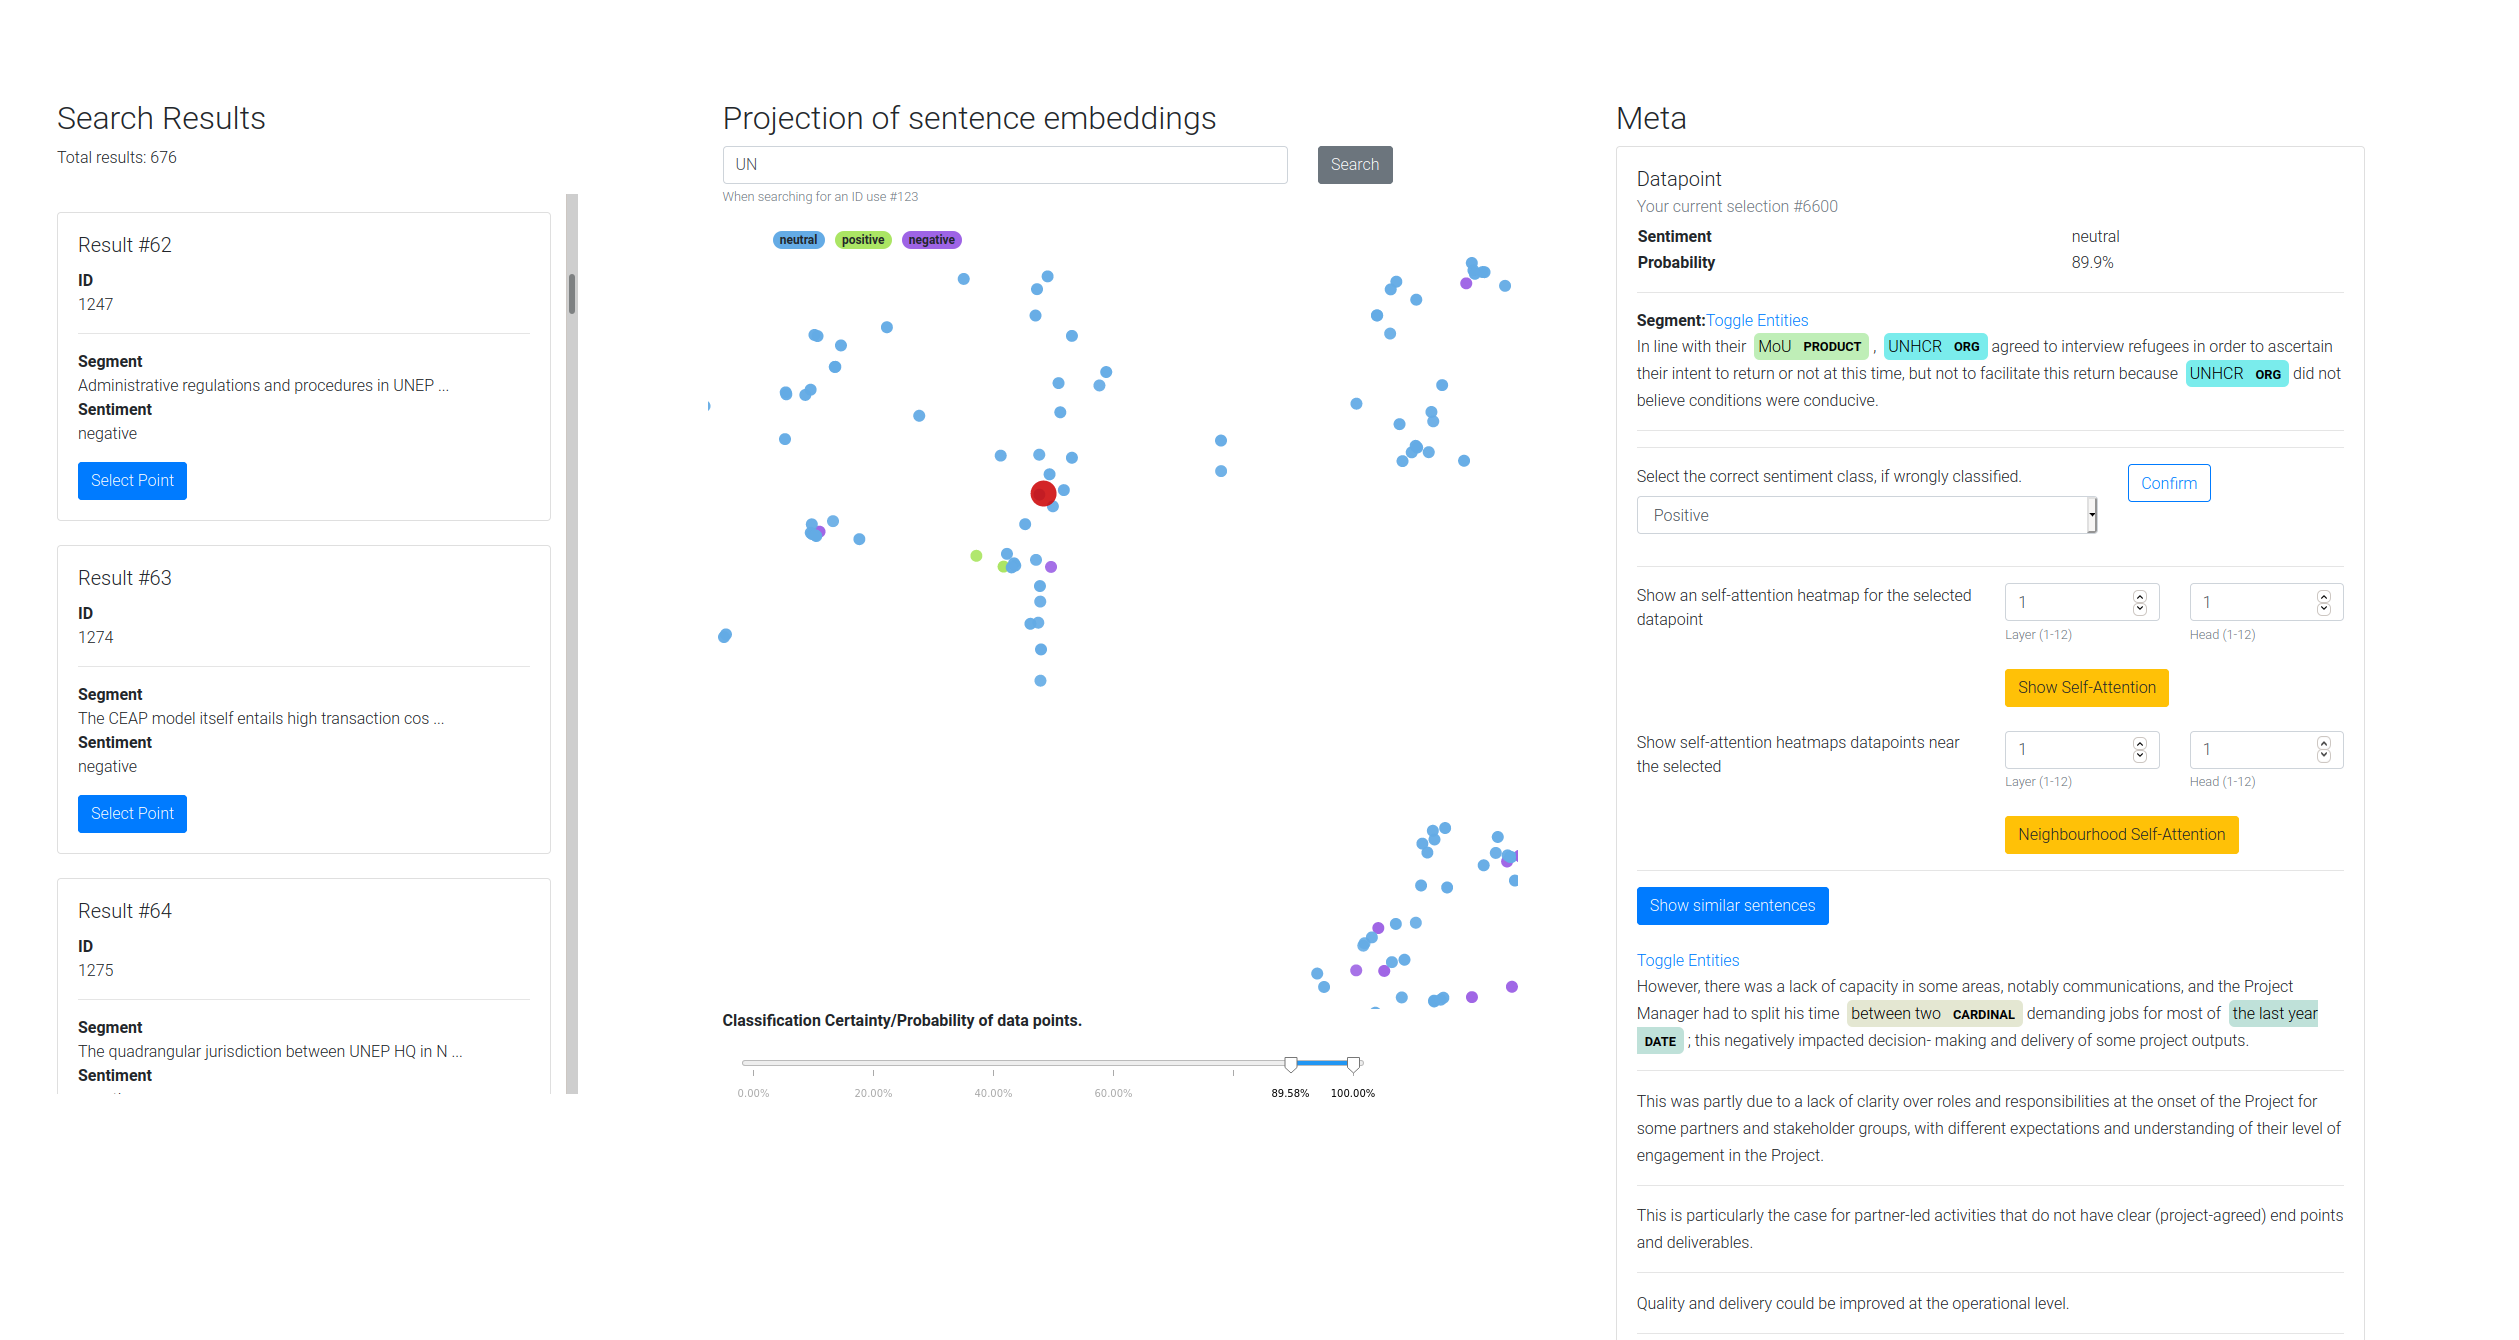 Search Results
Total results: 676
Result #62
ID
1247
Segment
Administrative regulations and procedures in UNEP ...
Sentiment
negative
Select Point
Result #63
ID
1274
Segment
The CEAP model itself entails high transaction cos ...
Sentiment
negative
Select Point
Result #64
ID
1275
Segment
The quadrangular jurisdiction between UNEP HQ in N ...
Sentiment
Projection of sentence embeddings
UN
Search
When searching for an ID use #123
neutral positive negative
Classification Certainty/Probability of data points.
0.00% 20.00% 40.00% 60.00% 89.58% 100.00%
Meta
Datapoint
Your current selection #6600
Sentiment neutral
Probability 89.9%
Segment:Toggle Entities
In line with their MoU PRODUCT , UNHCR ORG agreed to interview refugees in order to ascertain
their intent to return or not at this time, but not to facilitate this return because UNHCR ORG did not
believe conditions were conducive.
Select the correct sentiment class, if wrongly classified.
Confirm
Positive
Show an self-attention heatmap for the selected
datapoint
1 1
Layer (1-12) Head (1-12)
Show Self-Attention
Show self-attention heatmaps datapoints near
the selected
1 1
Layer (1-12) Head (1-12)
Neighbourhood Self-Attention
Show similar sentences
Toggle Entities
However, there was a lack of capacity in some areas, notably communications, and the Project
Manager had to split his time between two CARDINAL demanding jobs for most of the last year
DATE ; this negatively impacted decision- making and delivery of some project outputs.
This was partly due to a lack of clarity over roles and responsibilities at the onset of the Project for
some partners and stakeholder groups, with different expectations and understanding of their level of
engagement in the Project.
This is particularly the case for partner-led activities that do not have clear (project-agreed) end points
and deliverables.
Quality and delivery could be improved at the operational level.